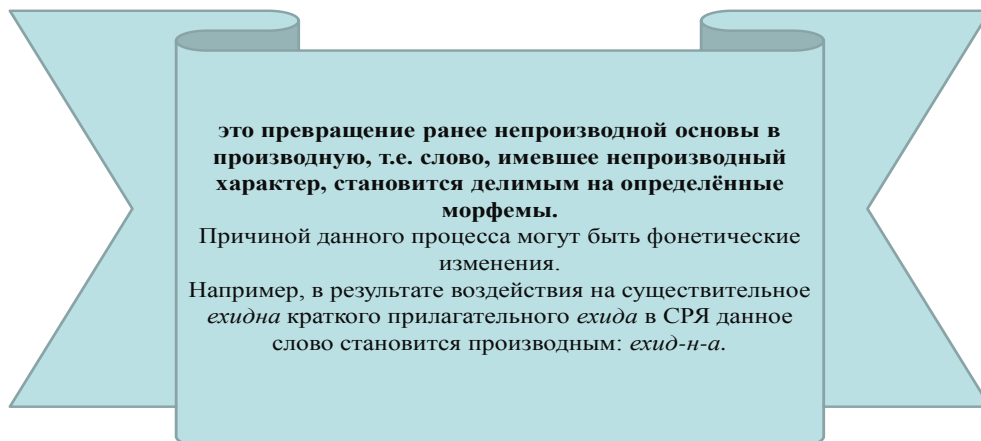 это превращение ранее непроизводной основы в
производную, т.е. слово, имевшее непроизводный
характер, становится делимым на определённые
морфемы.
Причиной данного процесса могут быть фонетические
изменения.
Например, в результате воздействия на существительное
ехидна краткого прилагательного ехида в СРЯ данное
слово становится производным: ехид-н-а.